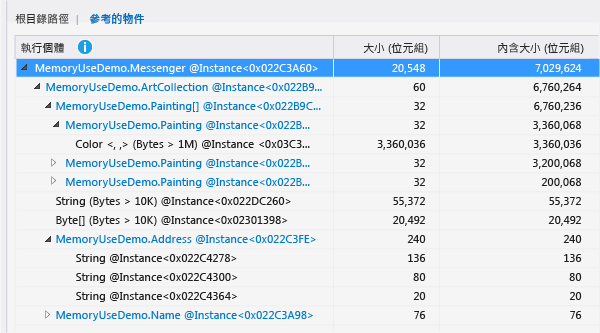 根目錄路徑 | 參考的物件
執行個體 大小 (位元組) 內含大小 (位元組)
MemoryUseDemo.Messenger @Instance<0x022C3A60> 20,548 7,029,624
MemoryUseDemo.ArtCollection @Instance<0x022B9... 60 6,760,264
MemoryUseDemo.Painting[] @Instance<0x022B9C... 32 6,760,236
MemoryUseDemo.Painting @Instance<0x022B... 32 3,360,068
Color <, ,> (Bytes > 1M) @Instance <0x03C3... 3,360,036 3,360,036
MemoryUseDemo.Painting @Instance<0x022B... 32 3,200,068
MemoryUseDemo.Painting @Instance<0x022B... 32 200,068
String (Bytes > 10K) @Instance<0x022DC260> 55,372 55,372
Byte[] (Bytes > 10K) @Instance<0x02301398> 20,492 20,492
MemoryUseDemo.Address @Instance<0x022C3FE> 240 240
String @Instance<0x022C4278> 136 136
String @Instance<0x022C4300> 80 80
String @Instance<0x022C4364> 20 20
MemoryUseDemo.Name @Instance<0x022C3A98> 76 76